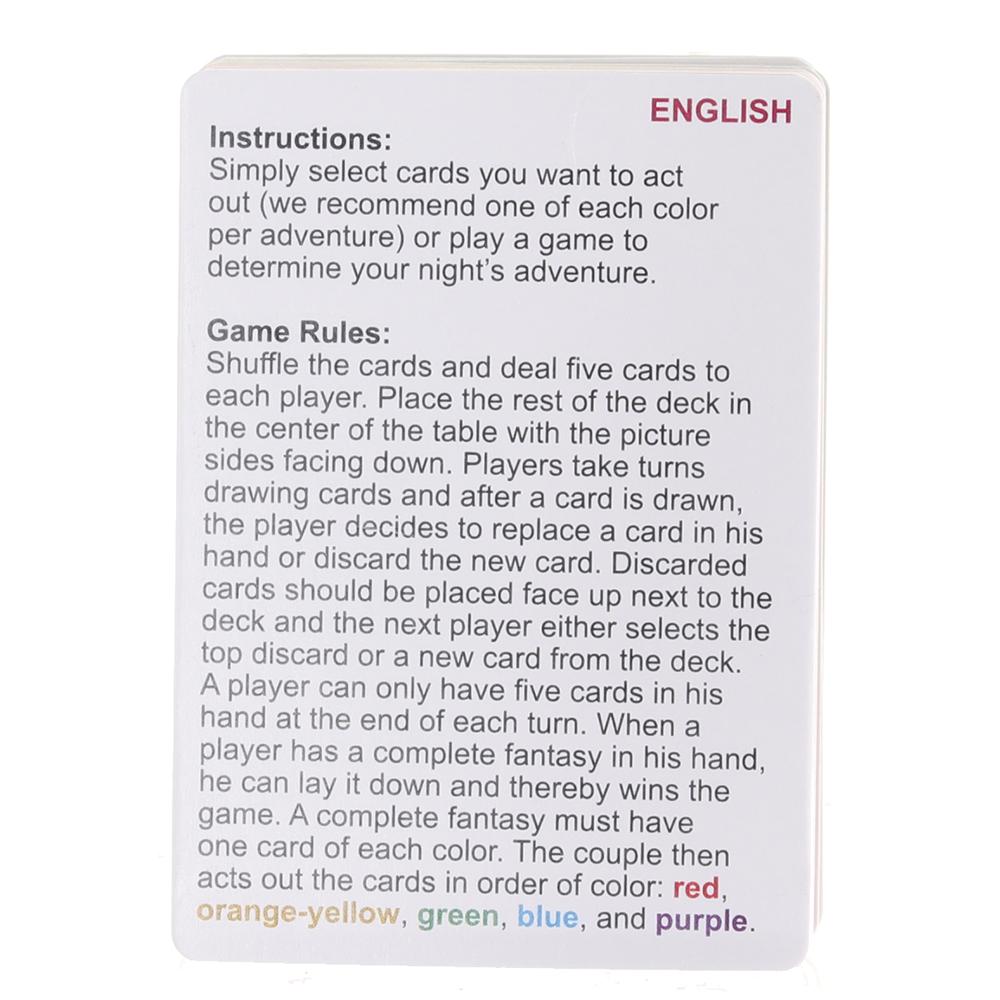 ENGLISH
Instructions:
Simply select cards you want to act
out (we recommend one of each color
per adventure) or play a game to
determine your night's adventure.
Game Rules:
Shuffle the cards and deal five cards to
each player. Place the rest of the deck in
the center of the table with the picture
sides facing down. Players take turns
drawing cards and after a card is drawn,
the player decides to replace a card in his
hand or discard the new card. Discarded
cards should be placed face up next to the
deck and the next player either selects the
top discard or a new card from the deck.
A player can only have five cards in his
hand at the end of each turn. When a
player has a complete fantasy in his hand,
he can lay it down and thereby wins the
game. A complete fantasy must have
one card of each color. The couple then
acts out the cards in order of color: red,
orange-yellow, green, blue, and purple.